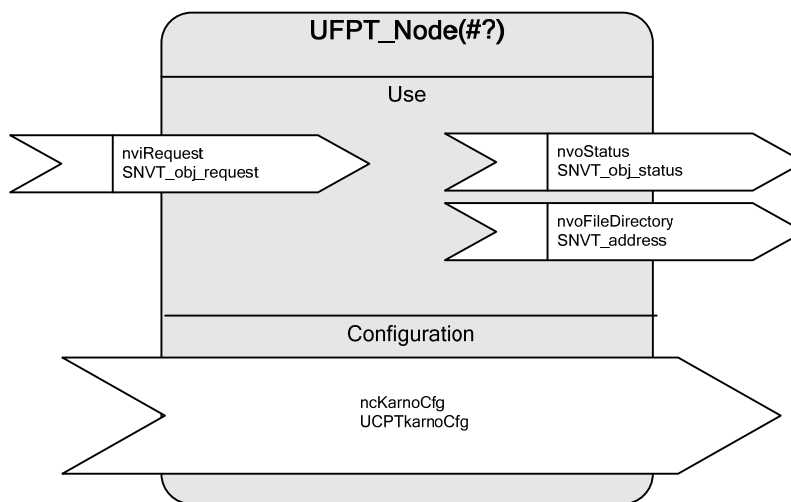 UFPT_Node(#?)
Use
nviRequest
SNVT_obj_request
nvoStatus
SNVT_obj_status
nvoFileDirectory
SNVT_address
Configuration
ncKarnoCfg
UCPTkarnoCfg